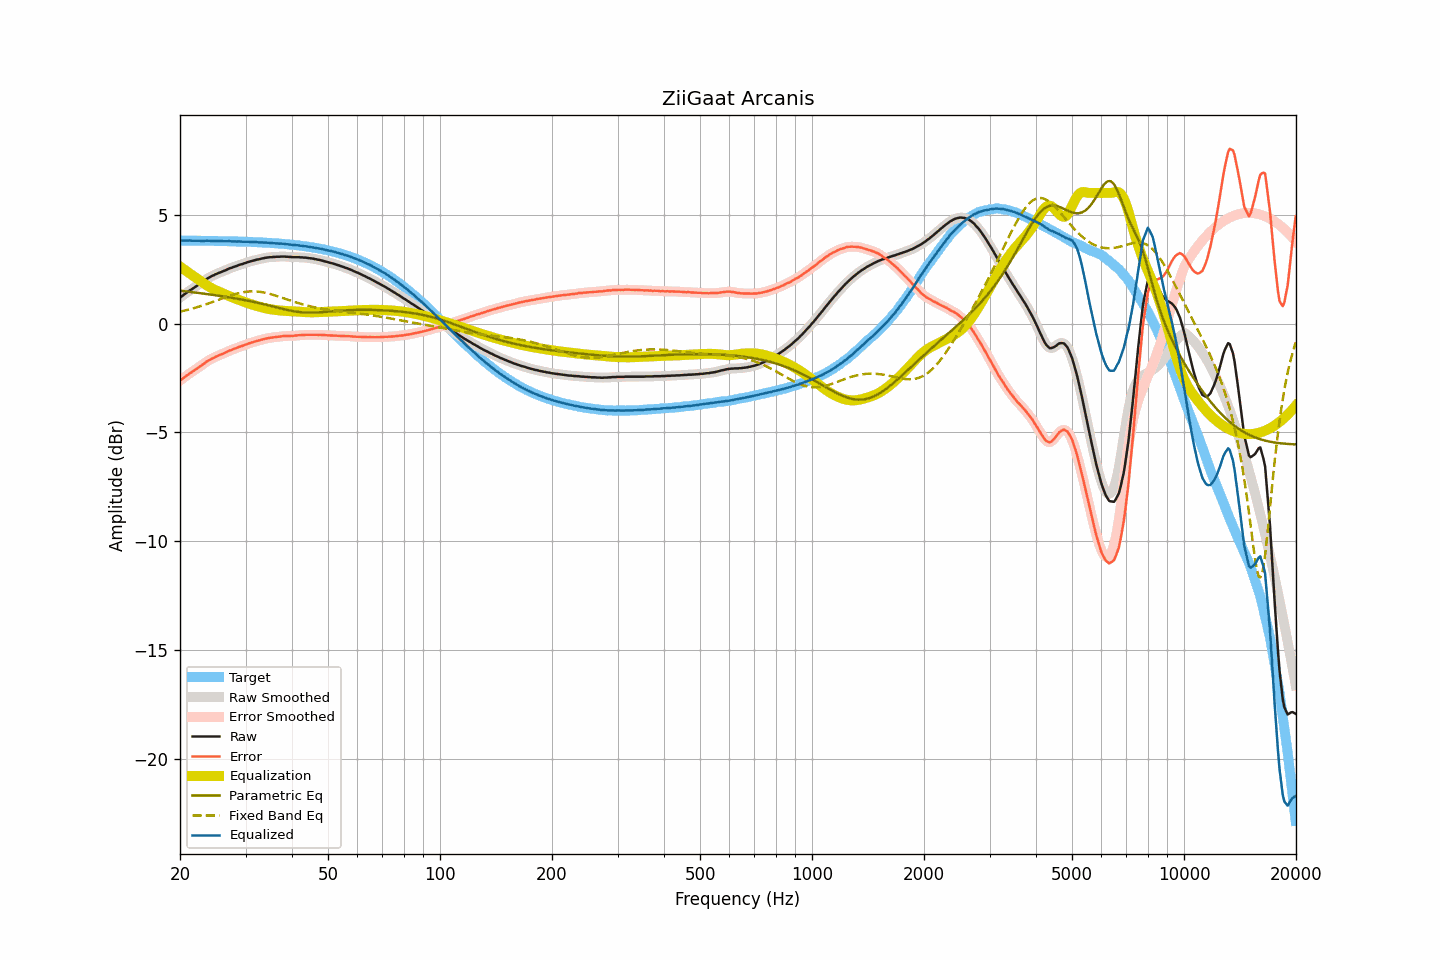 ZiiGaat Arcanis
Amplitude (dBr)
5
0
−5
−10
−15
−20
Target
Raw Smoothed
Error Smoothed
Raw
Error
Equalization
Parametric Eq
Fixed Band Eq
Equalized
20 50 100 200 500 1000 2000 5000 10000 20000
Frequency (Hz)